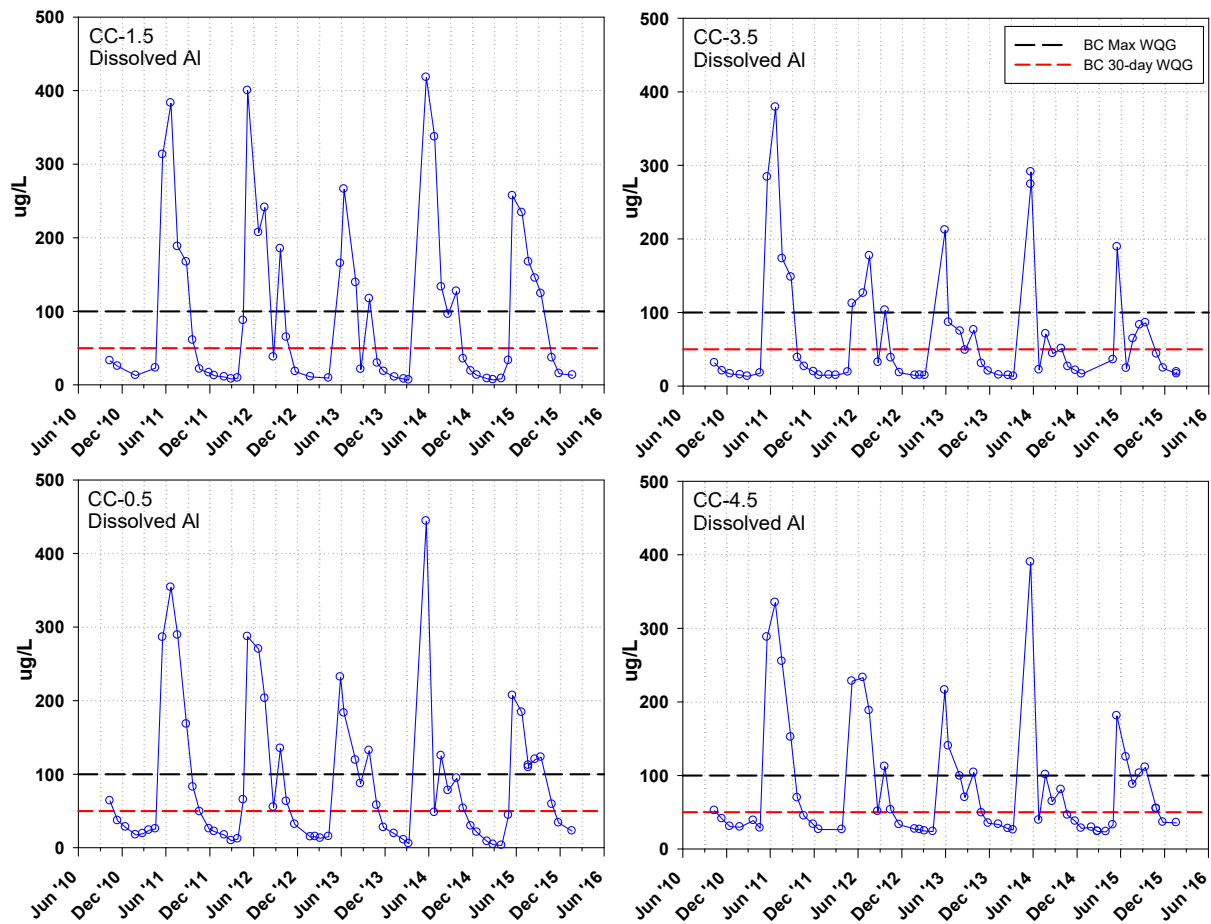 CC-1.5
Dissolved Al
ug/L
500
400
300
200
100
0
Jun '10
Dec '10
Jun '11
Dec '11
Jun '12
Dec '12
Jun '13
Dec '13
Jun '14
Dec '14
Jun '15
Dec '15
Jun '16
CC-3.5
Dissolved Al
BC Max WQG
BC 30-day WQG
ug/L
500
400
300
200
100
0
Jun '10
Dec '10
Jun '11
Dec '11
Jun '12
Dec '12
Jun '13
Dec '13
Jun '14
Dec '14
Jun '15
Dec '15
Jun '16
CC-0.5
Dissolved Al
ug/L
500
400
300
200
100
0
Jun '10
Dec '10
Jun '11
Dec '11
Jun '12
Dec '12
Jun '13
Dec '13
Jun '14
Dec '14
Jun '15
Dec '15
Jun '16
CC-4.5
Dissolved Al
ug/L
500
400
300
200
100
0
Jun '10
Dec '10
Jun '11
Dec '11
Jun '12
Dec '12
Jun '13
Dec '13
Jun '14
Dec '14
Jun '15
Dec '15
Jun '16